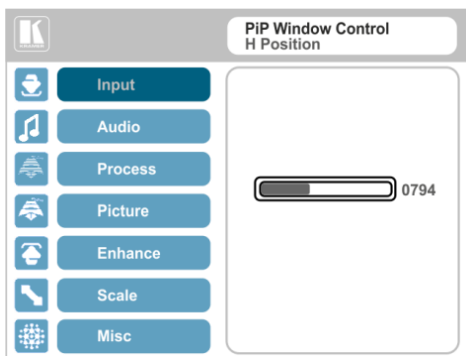 PiP Window Control
H Position
Input
Audio
Process
Picture
Enhance
Scale
Misc
0794